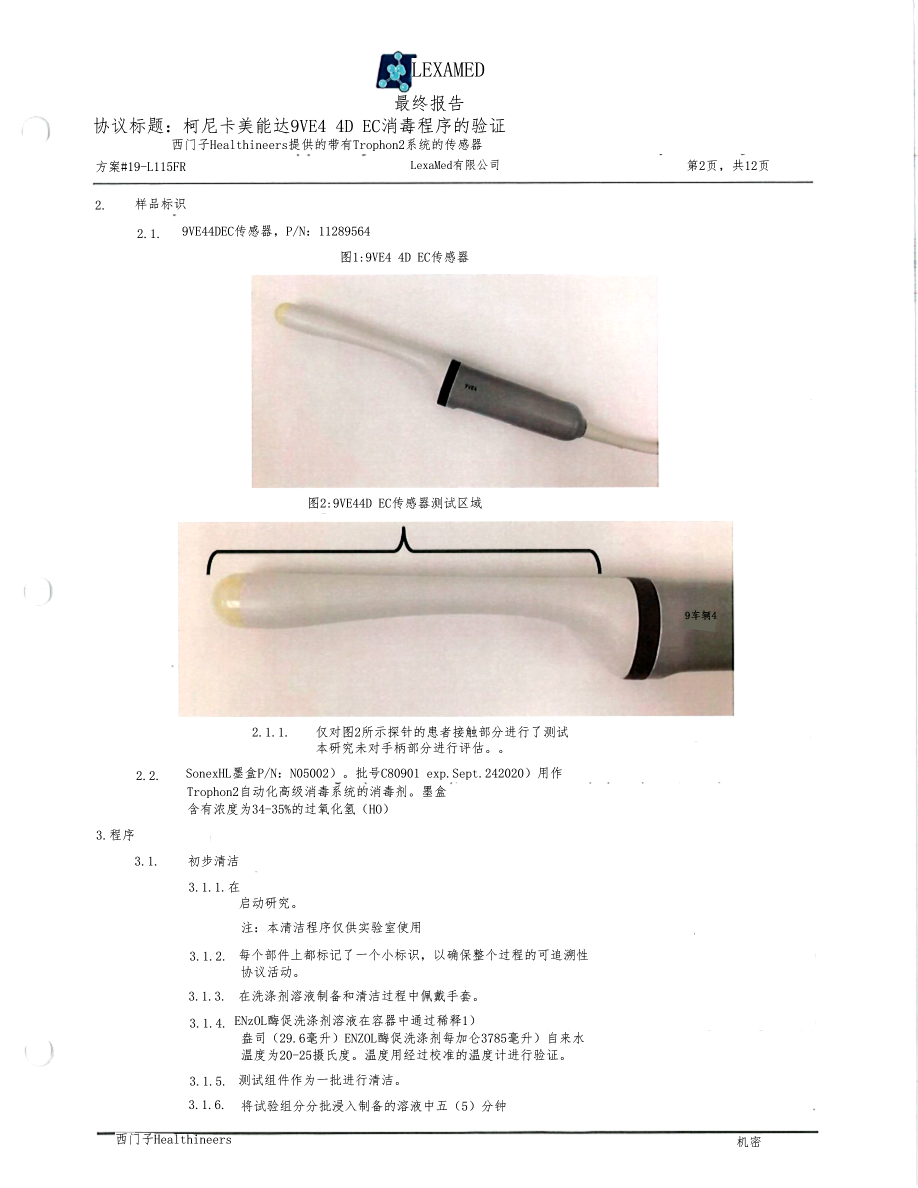 LEXAMED
最终报告
协议标题：柯尼卡美能达9VE4 4D EC消毒程序的验证
西门子Healthineers提供的带有Trophon2系统的传感器
方案#19-L115FR LexaMed有限公司 第2页，共12页
2. 样品标识
2.1. 9VE44DEC传感器，P/N：11289564
图1:9VE4 4D EC传感器
9VE4
图2:9VE44D EC传感器测试区域
9车辆4
2.1.1. 仅对图2所示探针的患者接触部分进行了测试
本研究未对手柄部分进行评估。。
2.2. SonexHL墨盒P/N：N05002）。批号C80901 exp.Sept.242020）用作
Trophon2自动化高级消毒系统的消毒剂。墨盒
含有浓度为34-35%的过氧化氢（HO）
3.程序
3.1. 初步清洁
3.1.1.在
启动研究。
注：本清洁程序仅供实验室使用
3.1.2. 每个部件上都标记了一个小标识，以确保整个过程的可追溯性
协议活动。
3.1.3. 在洗涤剂溶液制备和清洁过程中佩戴手套。
3.1.4. ENzOL酶促洗涤剂溶液在容器中通过稀释1）
盎司（29.6毫升）ENZOL酶促洗涤剂每加仑3785毫升）自来水
温度为20-25摄氏度。温度用经过校准的温度计进行验证。
3.1.5. 测试组件作为一批进行清洁。
3.1.6. 将试验组分分批浸入制备的溶液中五（5）分钟
西门子Healthineers 机密